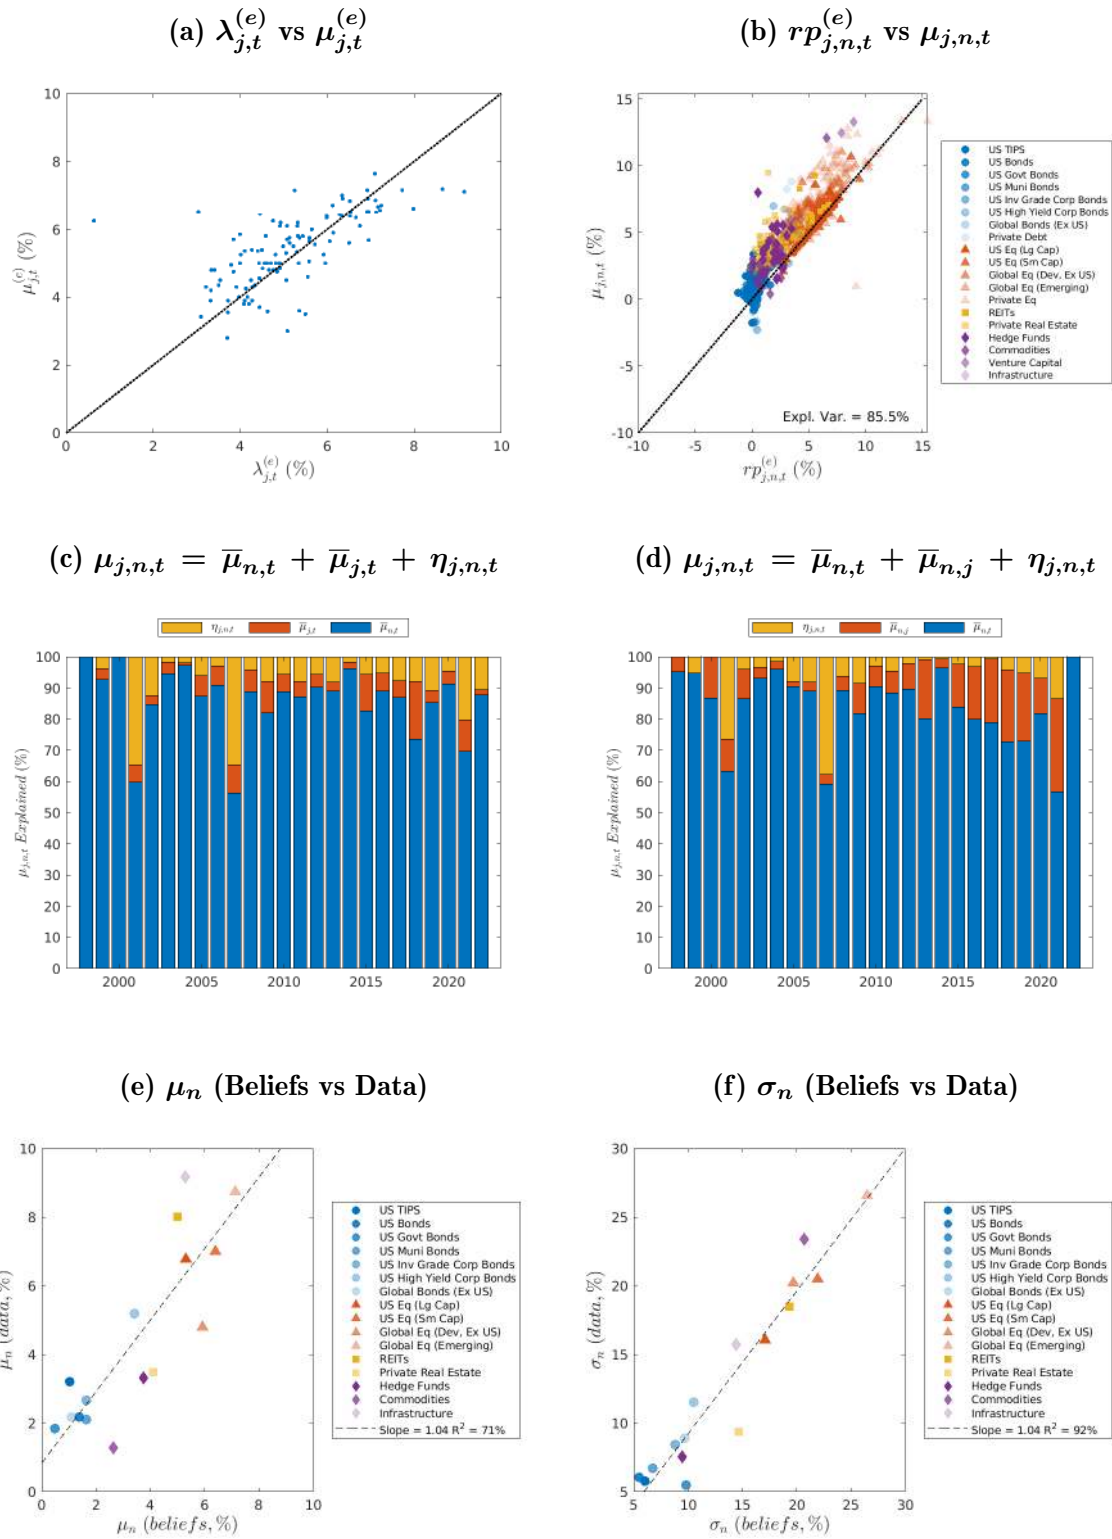 (a) λ_{j,t}^{(e)} vs μ_{j,t}^{(e)}
10
8
6
4
2
0
μ_{j,t}^{(e)} (%)
0 2 4 6 8 10
λ_{j,t}^{(e)} (%)
(b) rp_{j,n,t}^{(e)} vs μ_{j,n,t}
15
10
5
0
-5
-10
μ_{j,n,t} (%)
Expl. Var. = 85.5%
-10 -5 0 5 10 15
rp_{j,n,t}^{(e)} (%)
US TIPS
US Bonds
US Govt Bonds
US Muni Bonds
US Inv Grade Corp Bonds
US High Yield Corp Bonds
Global Bonds (Ex US)
Private Debt
US Eq (Lg Cap)
US Eq (Sm Cap)
Global Eq (Dev, Ex US)
Global Eq (Emerging)
Private Eq
REITs
Private Real Estate
Hedge Funds
Commodities
Venture Capital
Infrastructure
(c) μ_{j,n,t} = μ̄_{n,t} + μ̄_{j,t} + η_{j,n,t}
η_{j,n,t} μ̄_{j,t} μ̄_{n,t}
100
90
80
70
60
50
40
30
20
10
0
μ_{j,n,t} Explained (%)
2000 2005 2010 2015 2020
(d) μ_{j,n,t} = μ̄_{n,t} + μ̄_{n,j} + η_{j,n,t}
η_{j,n,t} μ̄_{n,j} μ̄_{n,t}
100
90
80
70
60
50
40
30
20
10
0
μ_{j,n,t} Explained (%)
2000 2005 2010 2015 2020
(e) μ_n (Beliefs vs Data)
10
8
6
4
2
0
μ_n (data, %)
0 2 4 6 8 10
μ_n (beliefs, %)
US TIPS
US Bonds
US Govt Bonds
US Muni Bonds
US Inv Grade Corp Bonds
US High Yield Corp Bonds
Global Bonds (Ex US)
US Eq (Lg Cap)
US Eq (Sm Cap)
Global Eq (Dev, Ex US)
Global Eq (Emerging)
REITs
Private Real Estate
Hedge Funds
Commodities
Infrastructure
Slope = 1.04 R² = 71%
(f) σ_n (Beliefs vs Data)
30
25
20
15
10
5
σ_n (data, %)
5 10 15 20 25 30
σ_n (beliefs, %)
US TIPS
US Bonds
US Govt Bonds
US Muni Bonds
US Inv Grade Corp Bonds
US High Yield Corp Bonds
Global Bonds (Ex US)
US Eq (Lg Cap)
US Eq (Sm Cap)
Global Eq (Dev, Ex US)
Global Eq (Emerging)
REITs
Private Real Estate
Hedge Funds
Commodities
Infrastructure
Slope = 1.04 R² = 92%